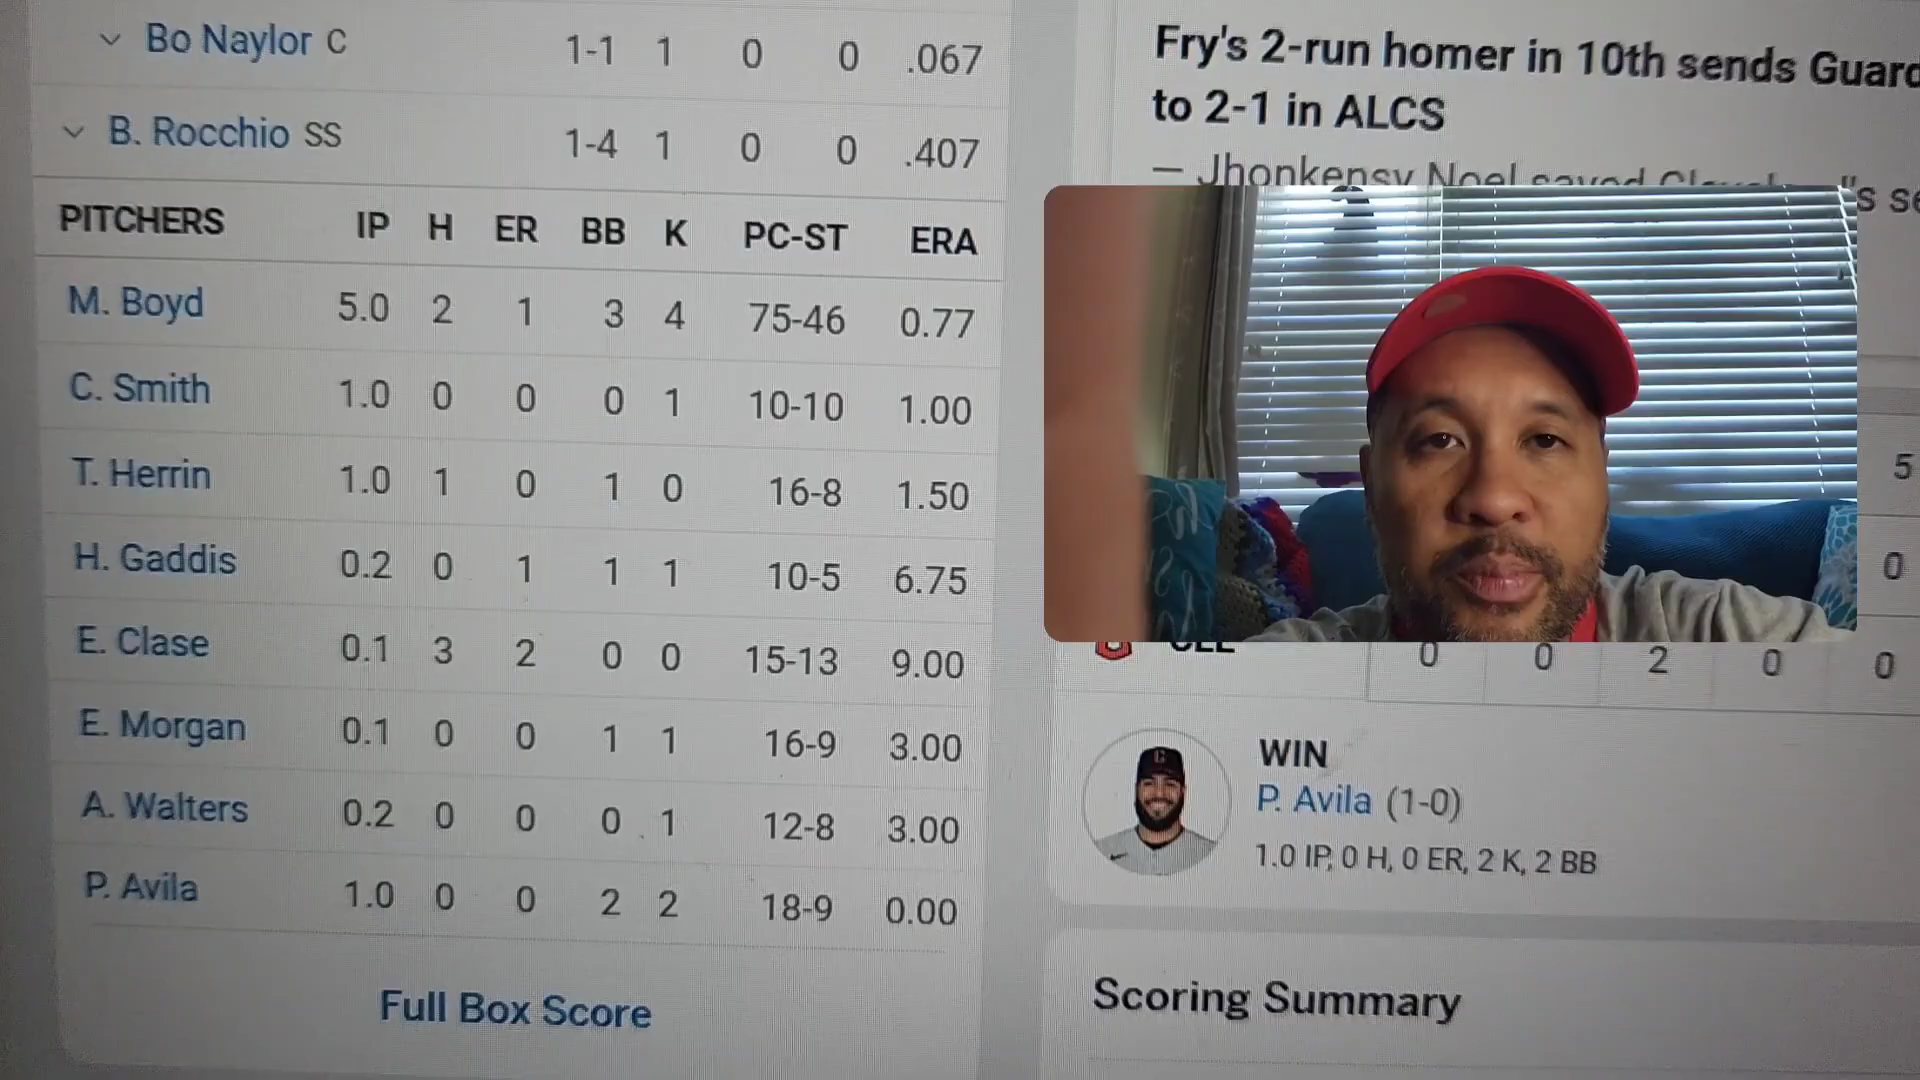 Bo Naylor C 1-1 1 0 0 .067
B. Rocchio SS 1-4 1 0 0 .407
PITCHERS IP H ER BB K PC-ST ERA
M. Boyd 5.0 2 1 3 4 75-46 0.77
C. Smith 1.0 0 0 0 1 10-10 1.00
T. Herrin 1.0 1 0 1 0 16-8 1.50
H. Gaddis 0.2 0 1 1 1 10-5 6.75
E. Clase 0.1 3 2 0 0 15-13 9.00
E. Morgan 0.1 0 0 1 1 16-9 3.00
A. Walters 0.2 0 0 0 1 12-8 3.00
P. Avila 1.0 0 0 2 2 18-9 0.00
Full Box Score
Fry's 2-run homer in 10th sends Guard
to 2-1 in ALCS
— Jhonkensy Noel saved 's se
5
0
CLE 0 0 2 0 0
WIN
P. Avila (1-0)
1.0 IP, 0 H, 0 ER, 2 K, 2 BB
Scoring Summary